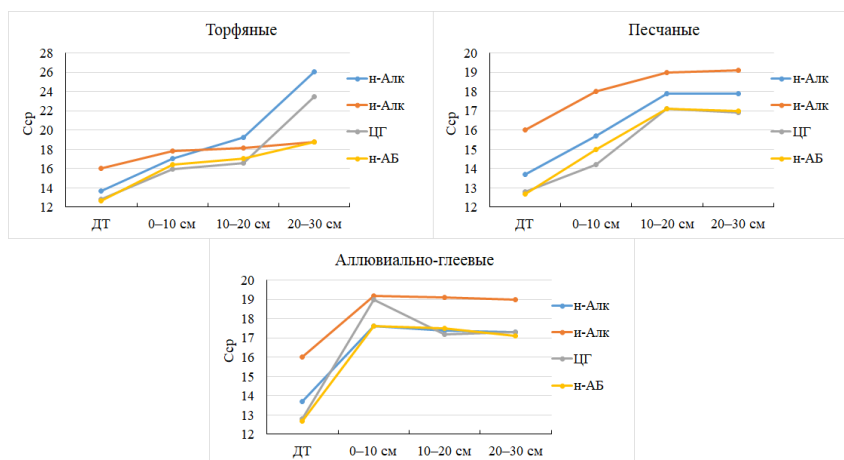 Торфяные
28
26
24
22
20
18
16
14
12
Сср
ДТ 0–10 см 10–20 см 20–30 см
н-Алк
и-Алк
ЦГ
н-АБ
Песчаные
20
19
18
17
16
15
14
13
12
Сср
ДТ 0–10 см 10–20 см 20–30 см
н-Алк
и-Алк
ЦГ
н-АБ
Аллювиально-глеевые
20
19
18
17
16
15
14
13
12
Сср
ДТ 0–10 см 10–20 см 20–30 см
н-Алк
и-Алк
ЦГ
н-АБ